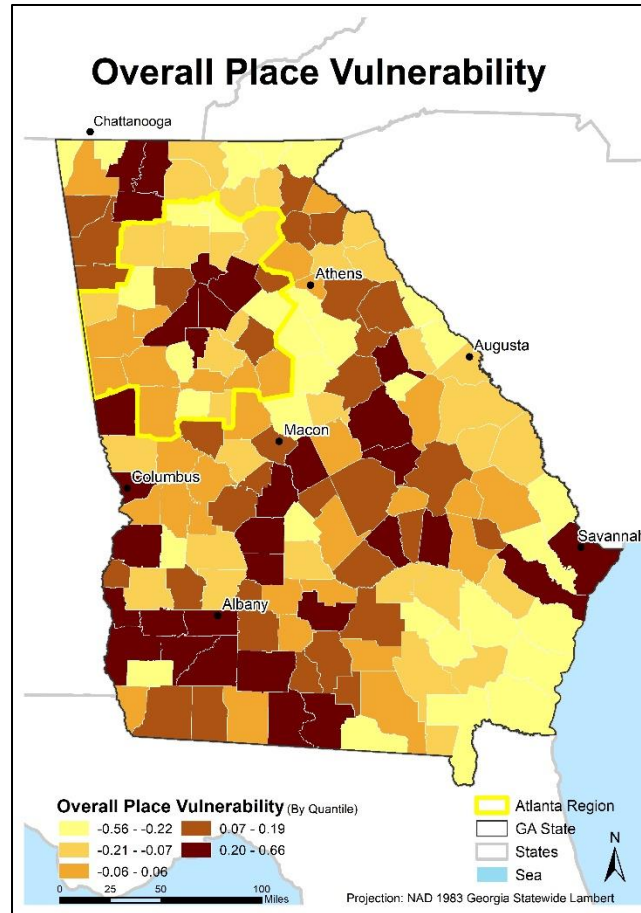 Overall Place Vulnerability
Chattanooga
Athens
Augusta
Macon
Columbus
Savannah
Albany
Overall Place Vulnerability (By Quantile)
-0.56 - -0.22
-0.21 - -0.07
-0.06 - 0.06
0.07 - 0.19
0.20 - 0.66
0 25 50 100
Miles
Atlanta Region
GA State
States
Sea
N
Projection: NAD 1983 Georgia Statewide Lambert